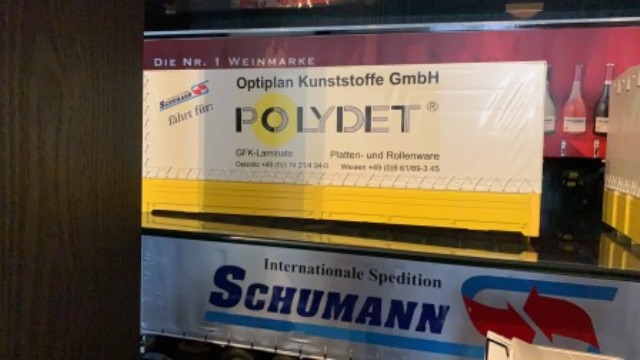 DIE NR. 1 WEINMARKE
Optiplan Kunststoffe GmbH
SCHUMANN
fährt für:
POLYDET®
GFK-Laminate
Platten- und Rollenware
Internationale Spedition
SCHUMANN